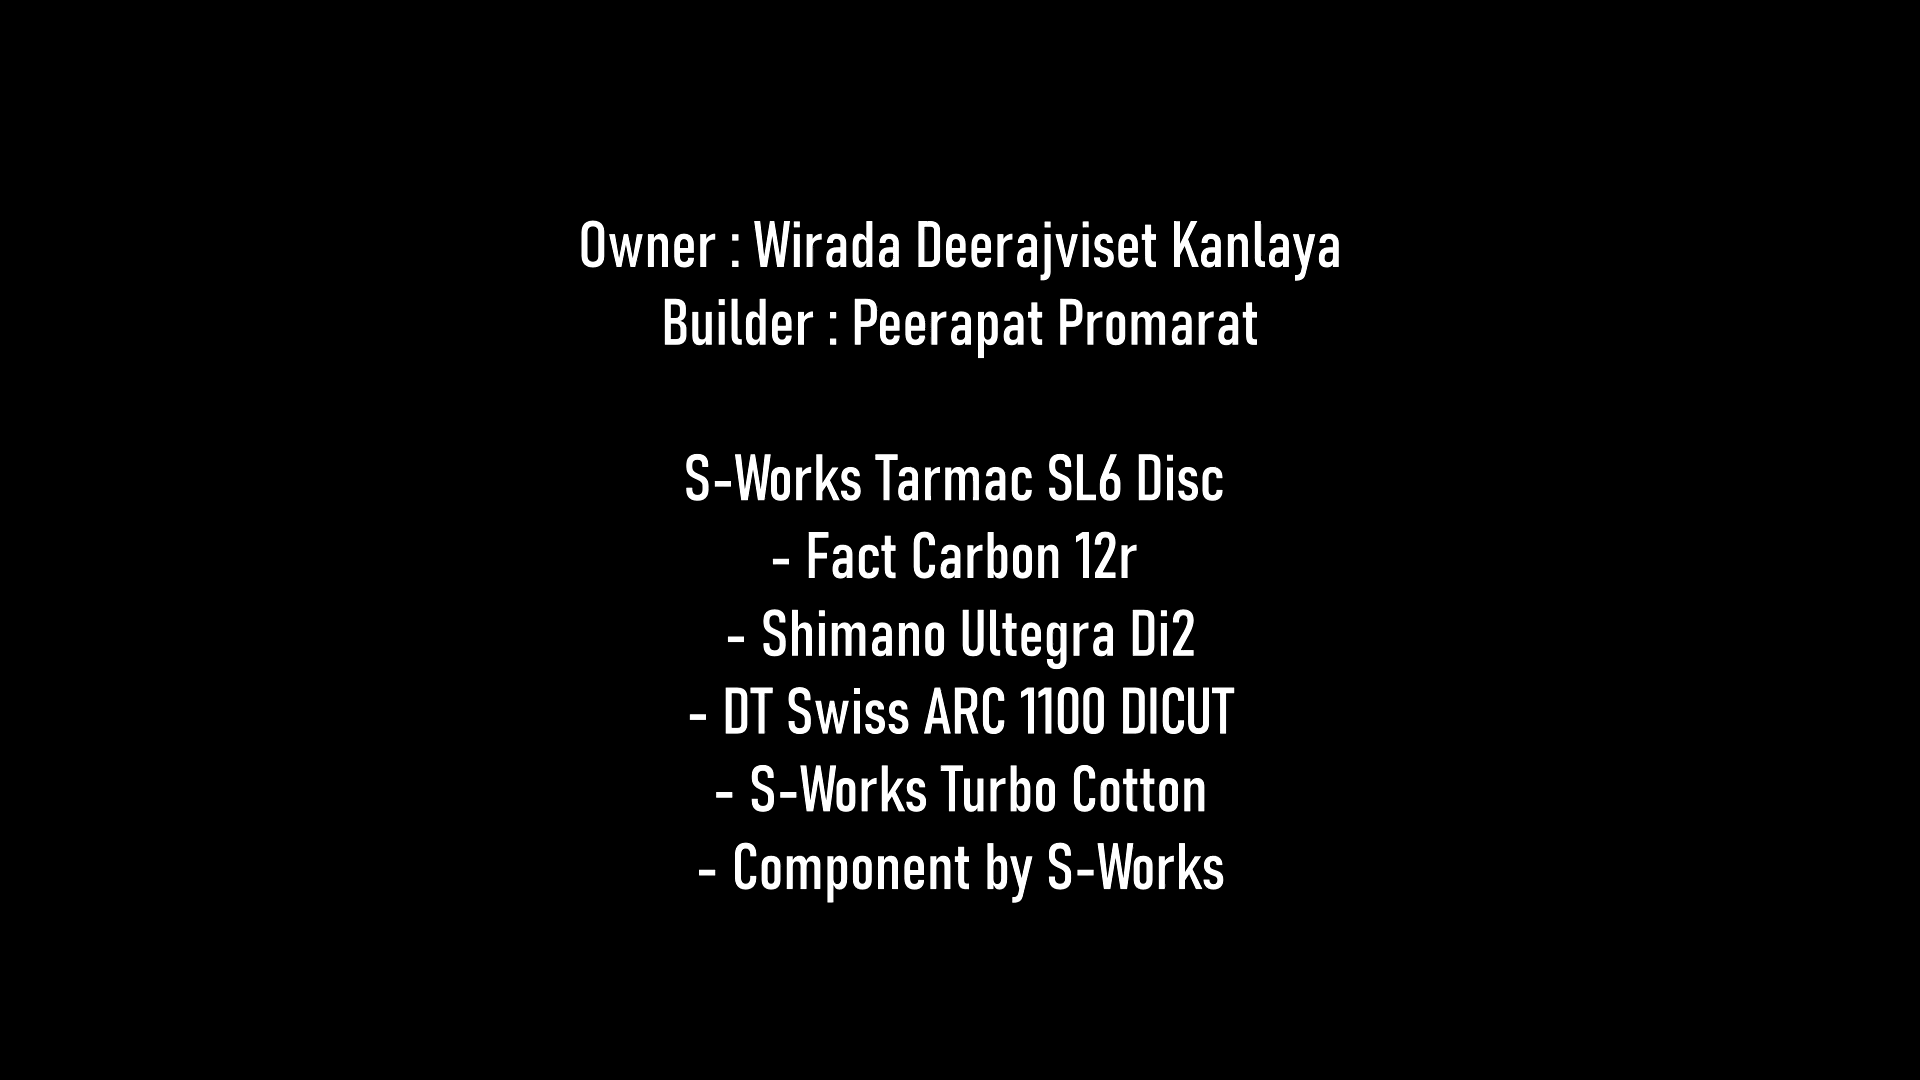 Owner : Wirada Deerajviset Kanlaya
Builder : Peerapat Promarat
S-Works Tarmac SL6 Disc
- Fact Carbon 12r
- Shimano Ultegra Di2
- DT Swiss ARC 1100 DICUT
- S-Works Turbo Cotton
- Component by S-Works